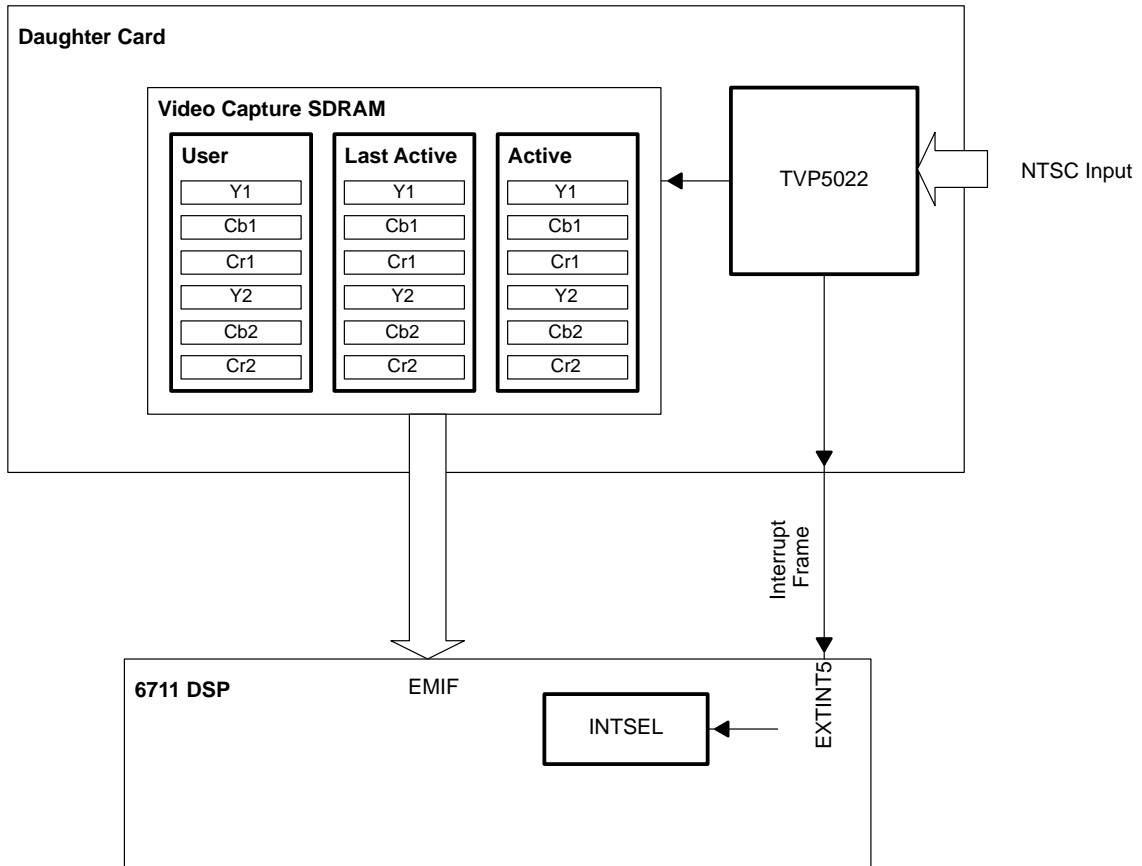 Daughter Card
Video Capture SDRAM
User
Y1
Cb1
Cr1
Y2
Cb2
Cr2
Last Active
Y1
Cb1
Cr1
Y2
Cb2
Cr2
Active
Y1
Cb1
Cr1
Y2
Cb2
Cr2
TVP5022
NTSC Input
Interrupt
Frame
6711 DSP
EMIF
INTSEL
EXTINT5